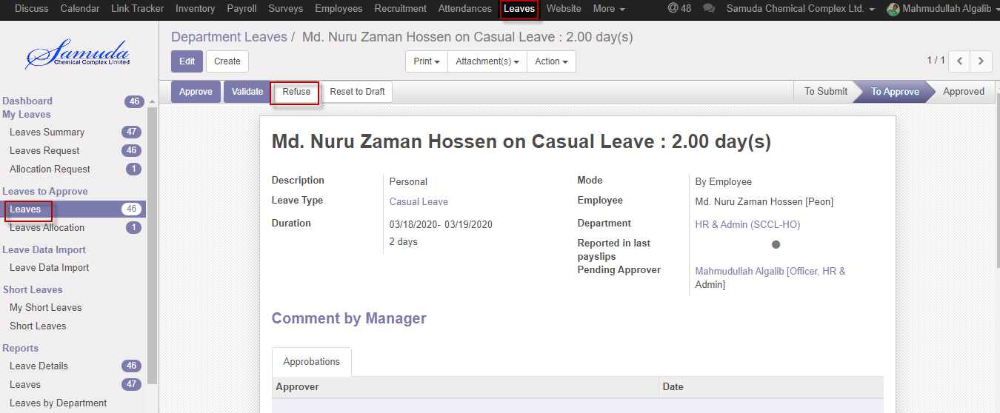 Discuss Calendar Link Tracker Inventory Payroll Surveys Employees Recruitment Attendances Leaves Website More @ 48 Samuda Chemical Complex Ltd. Mahmudullah Algalib
Samuda
Chemical Complex Limited
Department Leaves / Md. Nuru Zaman Hossen on Casual Leave : 2.00 day(s)
Edit Create Print Attachment(s) Action 1 / 1
Approve Validate Refuse Reset to Draft To Submit To Approve Approved
Dashboard 46
My Leaves
Leaves Summary 47
Leaves Request 46
Allocation Request 1
Leaves to Approve
Leaves 46
Leaves Allocation 1
Leave Data Import
Leave Data Import
Short Leaves
My Short Leaves
Short Leaves
Reports
Leave Details 46
Leaves 47
Leaves by Department
Md. Nuru Zaman Hossen on Casual Leave : 2.00 day(s)
Description Personal
Leave Type Casual Leave
Duration 03/18/2020- 03/19/2020
2 days
Mode By Employee
Employee Md. Nuru Zaman Hossen [Peon]
Department HR & Admin (SCCL-HO)
Reported in last
payslips
Pending Approver Mahmudullah Algalib [Officer, HR &
Admin]
Comment by Manager
Approbations
Approver Date